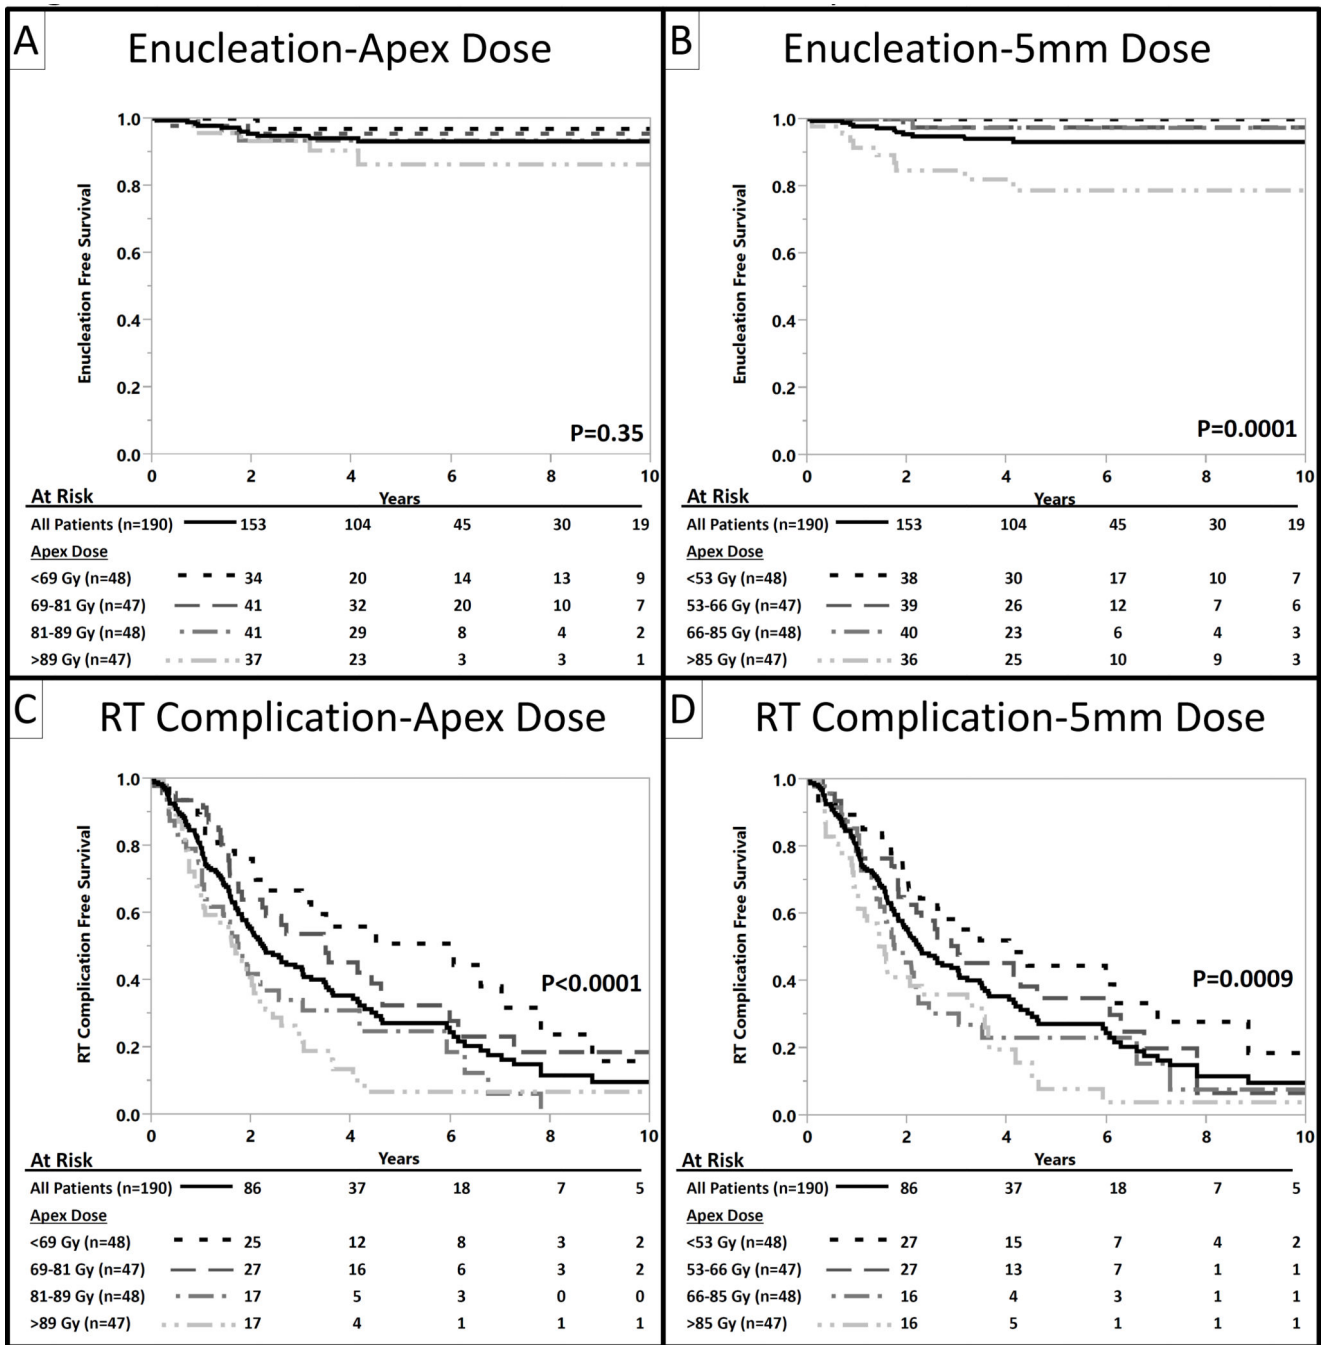 A
Enucleation-Apex Dose
1.0
0.8
0.6
0.4
0.2
0.0
Enucleation Free Survival
P=0.35
0 2 4 6 8 10
At Risk
Years
All Patients (n=190) 153 104 45 30 19
Apex Dose
<69 Gy (n=48) 34 20 14 13 9
69-81 Gy (n=47) 41 32 20 10 7
81-89 Gy (n=48) 41 29 8 4 2
>89 Gy (n=47) 37 23 3 3 1
B
Enucleation-5mm Dose
1.0
0.8
0.6
0.4
0.2
0.0
Enucleation Free Survival
P=0.0001
0 2 4 6 8 10
At Risk
Years
All Patients (n=190) 153 104 45 30 19
Apex Dose
<53 Gy (n=48) 38 30 17 10 7
53-66 Gy (n=47) 39 26 12 7 6
66-85 Gy (n=48) 40 23 6 4 3
>85 Gy (n=47) 36 25 10 9 3
C
RT Complication-Apex Dose
1.0
0.8
0.6
0.4
0.2
0.0
RT Complication Free Survival
P<0.0001
0 2 4 6 8 10
At Risk
Years
All Patients (n=190) 86 37 18 7 5
Apex Dose
<69 Gy (n=48) 25 12 8 3 2
69-81 Gy (n=47) 27 16 6 3 2
81-89 Gy (n=48) 17 5 3 0 0
>89 Gy (n=47) 17 4 1 1 1
D
RT Complication-5mm Dose
1.0
0.8
0.6
0.4
0.2
0.0
RT Complication Free Survival
P=0.0009
0 2 4 6 8 10
At Risk
Years
All Patients (n=190) 86 37 18 7 5
Apex Dose
<53 Gy (n=48) 27 15 7 4 2
53-66 Gy (n=47) 27 13 7 1 1
66-85 Gy (n=48) 16 4 3 1 1
>85 Gy (n=47) 16 5 1 1 1